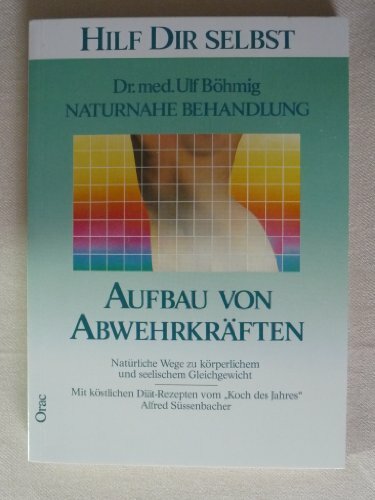 HILF DIR SELBST
Dr. med. Ulf Böhmig
NATURNAHE BEHANDLUNG
AUFBAU VON
ABWEHRKRÄFTEN
Natürliche Wege zu körperlichem
und seelischem Gleichgewicht
Mit köstlichen Diät-Rezepten vom „Koch des Jahres“
Alfred Süssenbacher
Orac